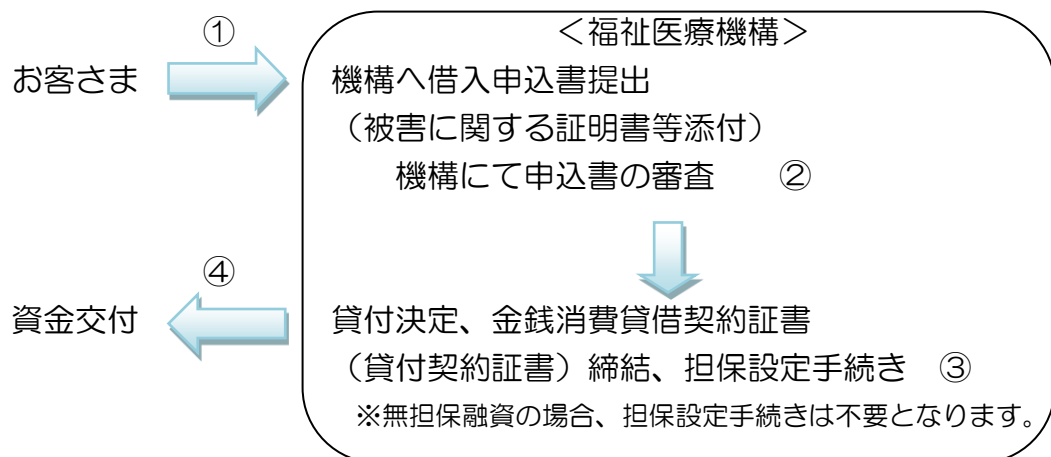 ①
＜福祉医療機構＞
お客さま
機構へ借入申込書提出
（被害に関する証明書等添付）
機構にて申込書の審査　②
④
資金交付
貸付決定、金銭消費貸借契約証書
（貸付契約証書）締結、担保設定手続き　③
※無担保融資の場合、担保設定手続きは不要となります。